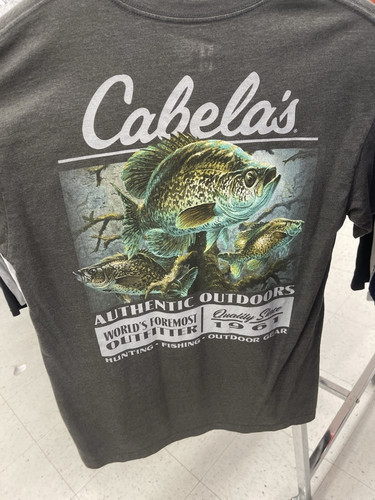 Cabela's
AUTHENTIC OUTDOORS
WORLD'S FOREMOST
OUTFITTER
Quality Since
1961
HUNTING - FISHING - OUTDOOR GEAR